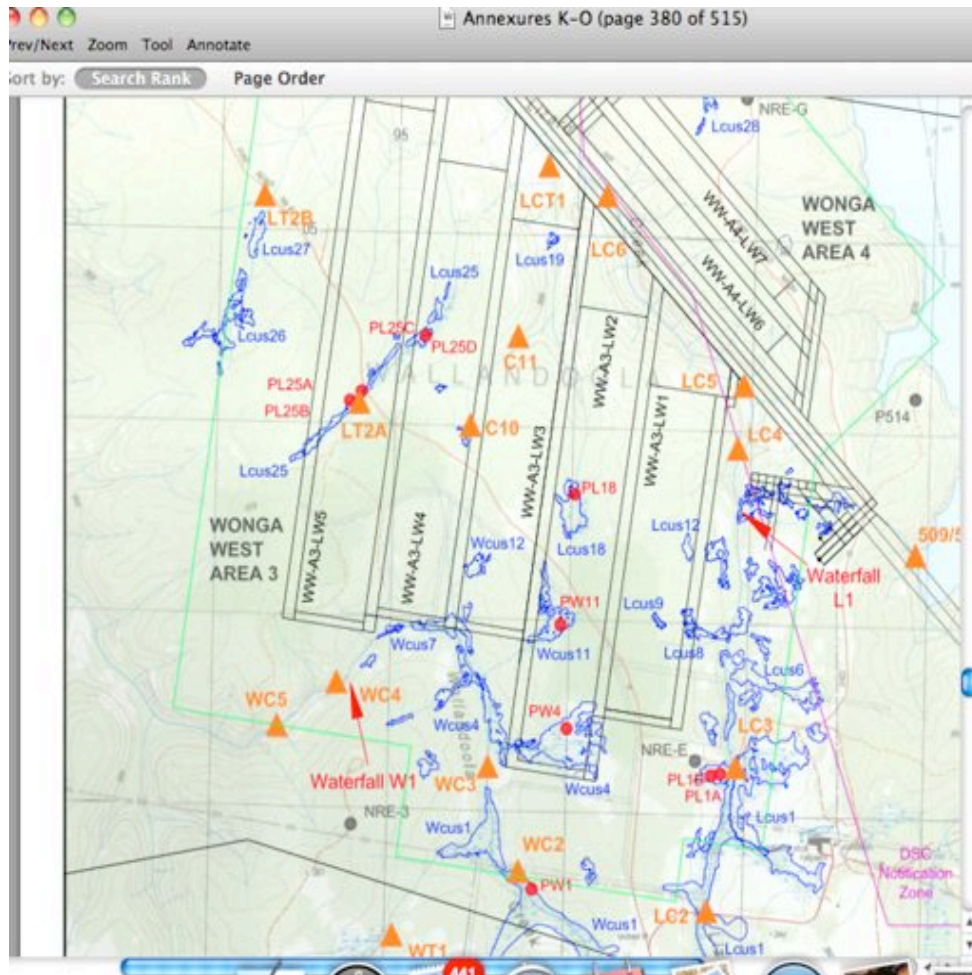 Annexures K-O (page 380 of 515)
Prev/Next Zoom Tool Annotate
Sort by: Search Rank Page Order
NRE-G
Lcus28
95
LCT1
LT2B
LC6
WW-A4-LW7
WONGA
WEST
AREA 4
Lcus27
Lcus19
WW-A4-LW6
Lcus25
PL25C
PL25D
Lcus26
C11
WW-A3-LW2
WALLANDOOLA
LC5
PL25A
PL25B
LT2A
P514
C10
WW-A3-LW1
LC4
Lcus25
WW-A3-LW3
PL18
WONGA
WEST
AREA 3
WW-A3-LW5
WW-A3-LW4
Wcus12
Lcus18
Lcus12
509/5
Waterfall
L1
PW11
Lcus9
Wcus7
Wcus11
Lcus8
Lcus6
WC4
WC5
Wcus4
PW4
LC3
NRE-E
Waterfall W1
WC3
PL1B
PL1A
Wcus4
NRE-3
Wcus1
Lcus1
WC2
DSC
Notification
Zone
PW1
Wcus1
LC2
WT1
Lcus1
441